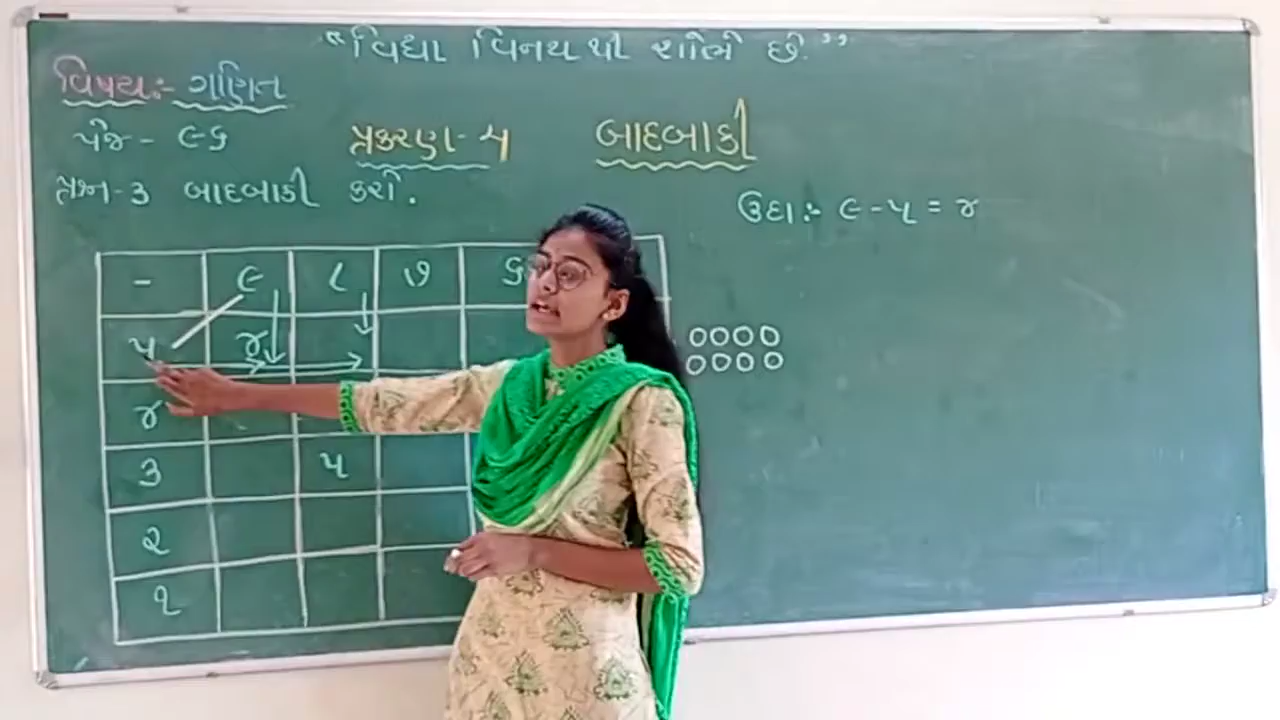 "વિદ્યા વિનય થી શોભે છે."
વિષય:- ગણિત
પેજ - ૯૬ પ્રકરણ - ૫ બાદબાકી
પ્રશ્ન - ૩ બાદબાકી કરો.
ઉદા:- ૯ - ૫ = ૪
- ૯ ૮ ૭ ૬
૫ ૪
૪
૩ ૫
૨
૧